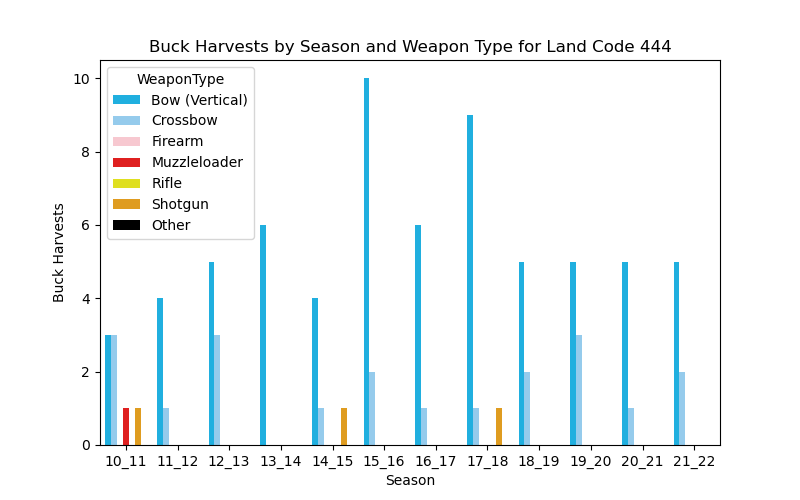 Buck Harvests by Season and Weapon Type for Land Code 444
WeaponType
Bow (Vertical)
Crossbow
Firearm
Muzzleloader
Rifle
Shotgun
Other
Buck Harvests
10
8
6
4
2
0
10_11 11_12 12_13 13_14 14_15 15_16 16_17 17_18 18_19 19_20 20_21 21_22
Season